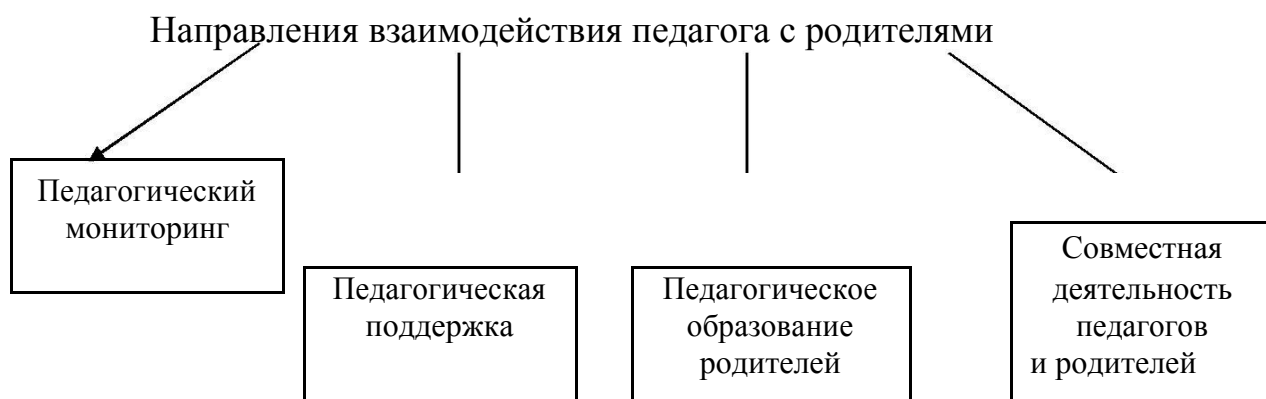 Направления взаимодействия педагога с родителями
Педагогический
мониторинг
Педагогическая
поддержка
Педагогическое
образование
родителей
Совместная
деятельность
педагогов
и родителей